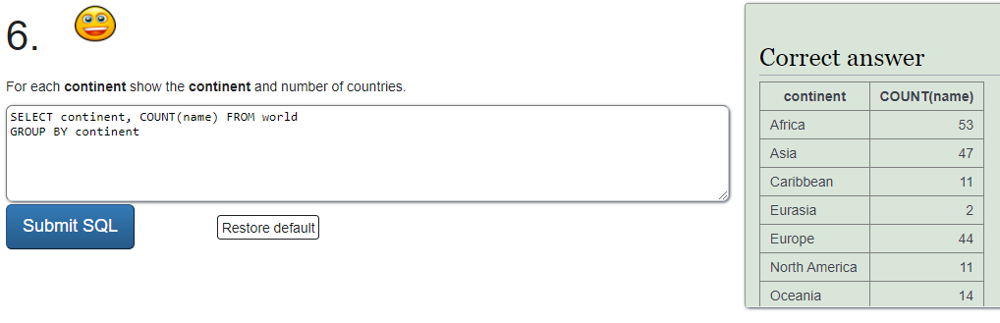 6.
For each continent show the continent and number of countries.
SELECT continent, COUNT(name) FROM world
GROUP BY continent
Submit SQL
Restore default
Correct answer
continent COUNT(name)
Africa 53
Asia 47
Caribbean 11
Eurasia 2
Europe 44
North America 11
Oceania 14